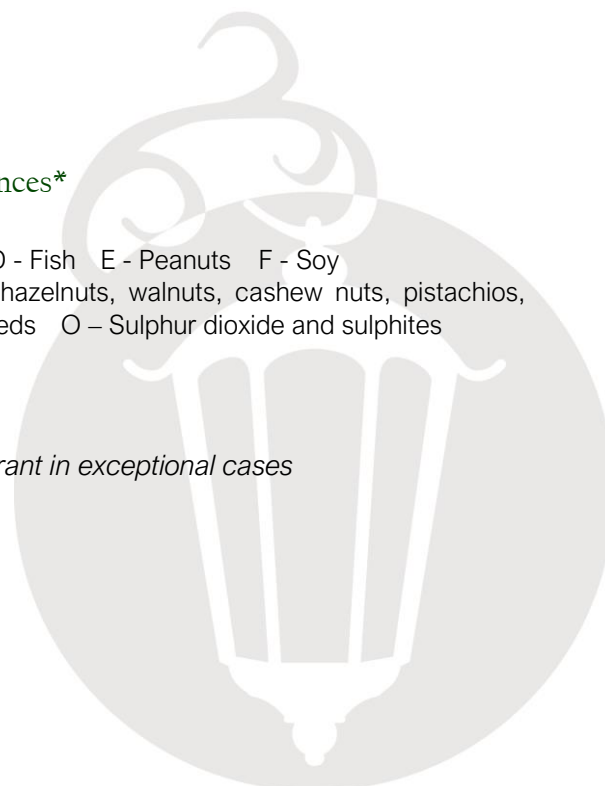 nces*
- Fish E - Peanuts F - Soy
hazelnuts, walnuts, cashew nuts, pistachios,
eds O – Sulphur dioxide and sulphites
rant in exceptional cases